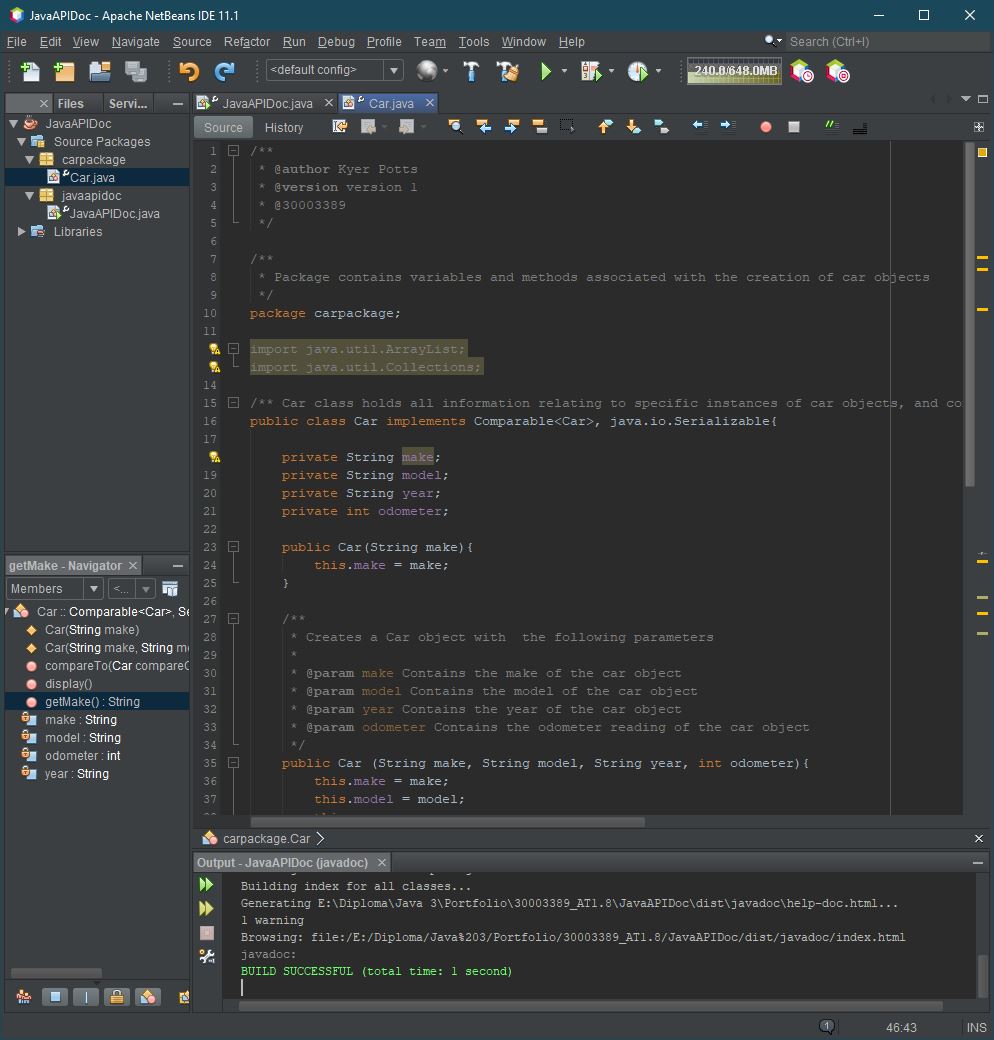 JavaAPIDoc - Apache NetBeans IDE 11.1
File Edit View Navigate Source Refactor Run Debug Profile Team Tools Window Help
Search (Ctrl+I)
<default config>
240.0/648.0MB
Files Servi...
JavaAPIDoc.java Car.java
Source History
JavaAPIDoc
Source Packages
carpackage
Car.java
javaapidoc
JavaAPIDoc.java
Libraries
1 /**
2 * @author Kyer Potts
3 * @version version 1
4 * @30003389
5 */
6
7 /**
8 * Package contains variables and methods associated with the creation of car objects
9 */
10 package carpackage;
11
import java.util.ArrayList;
import java.util.Collections;
14
15 /** Car class holds all information relating to specific instances of car objects, and co
16 public class Car implements Comparable<Car>, java.io.Serializable{
17
private String make;
19 private String model;
20 private String year;
21 private int odometer;
22
23 public Car(String make){
24 this.make = make;
25 }
26
27 /**
28 * Creates a Car object with  the following parameters
29 *
30 * @param make Contains the make of the car object
31 * @param model Contains the model of the car object
32 * @param year Contains the year of the car object
33 * @param odometer Contains the odometer reading of the car object
34 */
35 public Car (String make, String model, String year, int odometer){
36 this.make = make;
37 this.model = model;
getMake - Navigator
Members <...
Car :: Comparable<Car>, Se
Car(String make)
Car(String make, String mo
compareTo(Car compareC
display()
getMake() : String
make : String
model : String
odometer : int
year : String
carpackage.Car
Output - JavaAPIDoc (javadoc)
Building index for all classes...
Generating E:\Diploma\Java 3\Portfolio\30003389_AT1.8\JavaAPIDoc\dist\javadoc\help-doc.html...
1 warning
Browsing: file:/E:/Diploma/Java%203/Portfolio/30003389_AT1.8/JavaAPIDoc/dist/javadoc/index.html
javadoc:
BUILD SUCCESSFUL (total time: 1 second)
1 46:43 INS